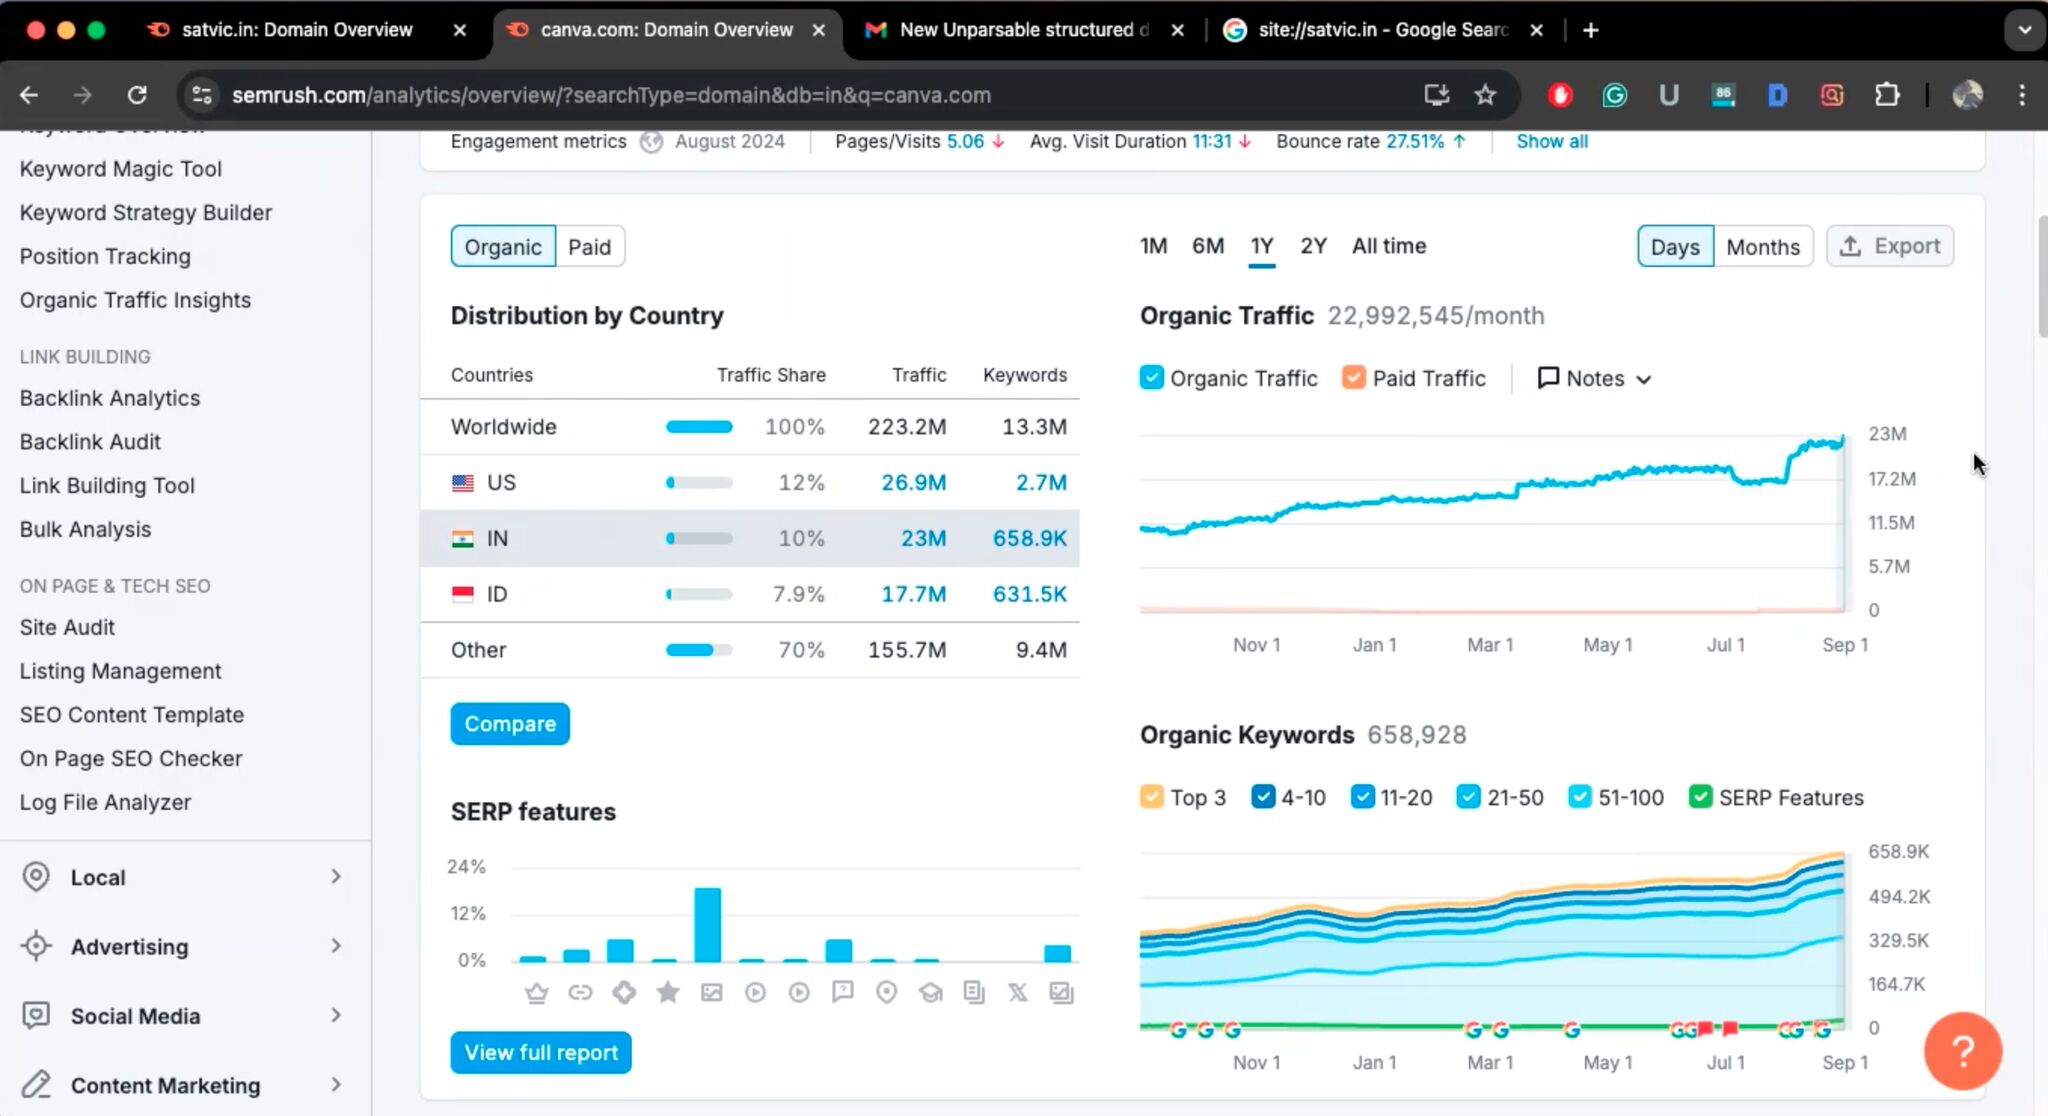 satvic.in: Domain Overview
canva.com: Domain Overview
New Unparsable structured d
site://satvic.in - Google Searc
semrush.com/analytics/overview/?searchType=domain&db=in&q=canva.com
86
Keyword Overview
Keyword Magic Tool
Keyword Strategy Builder
Position Tracking
Organic Traffic Insights
LINK BUILDING
Backlink Analytics
Backlink Audit
Link Building Tool
Bulk Analysis
ON PAGE & TECH SEO
Site Audit
Listing Management
SEO Content Template
On Page SEO Checker
Log File Analyzer
Local
Advertising
Social Media
Content Marketing
Engagement metrics August 2024 Pages/Visits 5.06 ↓ Avg. Visit Duration 11:31 ↓ Bounce rate 27.51% ↑ Show all
Organic Paid
Distribution by Country
Countries Traffic Share Traffic Keywords
Worldwide 100% 223.2M 13.3M
US 12% 26.9M 2.7M
IN 10% 23M 658.9K
ID 7.9% 17.7M 631.5K
Other 70% 155.7M 9.4M
Compare
SERP features
24%
12%
0%
View full report
1M 6M 1Y 2Y All time
Days Months Export
Organic Traffic 22,992,545/month
Organic Traffic Paid Traffic Notes
23M
17.2M
11.5M
5.7M
0
Nov 1 Jan 1 Mar 1 May 1 Jul 1 Sep 1
Organic Keywords 658,928
Top 3 4-10 11-20 21-50 51-100 SERP Features
658.9K
494.2K
329.5K
164.7K
0
Nov 1 Jan 1 Mar 1 May 1 Jul 1 Sep 1
?